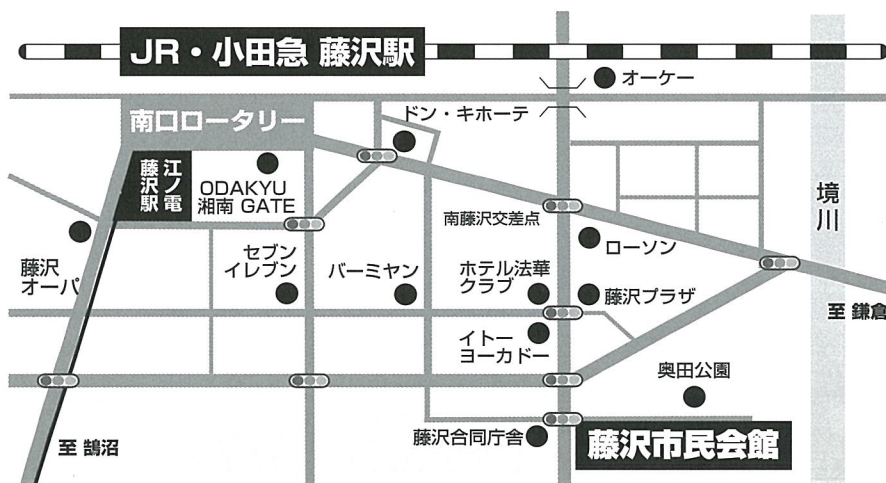 JR・小田急 藤沢駅
オーケー
南口ロータリー
ドン・キホーテ
江ノ電
藤沢駅
ODAKYU
湘南 GATE
南藤沢交差点
境川
ローソン
藤沢
オーパ
セブン
イレブン
バーミヤン
ホテル法華
クラブ
藤沢プラザ
至 鎌倉
イトー
ヨーカドー
奥田公園
至 鵠沼
藤沢合同庁舎
藤沢市民会館